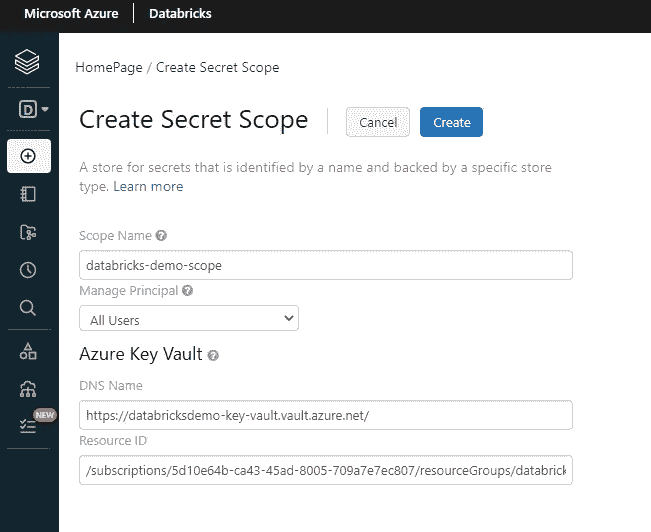 Microsoft Azure Databricks
HomePage / Create Secret Scope
Create Secret Scope Cancel Create
A store for secrets that is identified by a name and backed by a specific store
type. Learn more
Scope Name ?
databricks-demo-scope
Manage Principal ?
All Users
Azure Key Vault ?
DNS Name
https://databricksdemo-key-vault.vault.azure.net/
Resource ID
/subscriptions/5d10e64b-ca43-45ad-8005-709a7e7ec807/resourceGroups/databrick
D
NEW